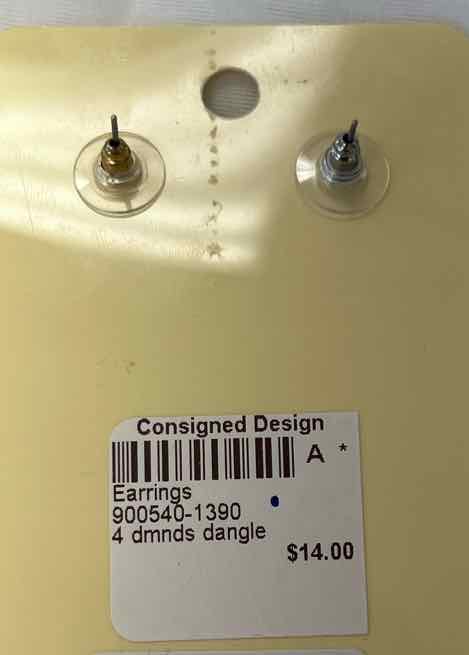 Consigned Design
A *
Earrings
900540-1390
4 dmnds dangle
$14.00